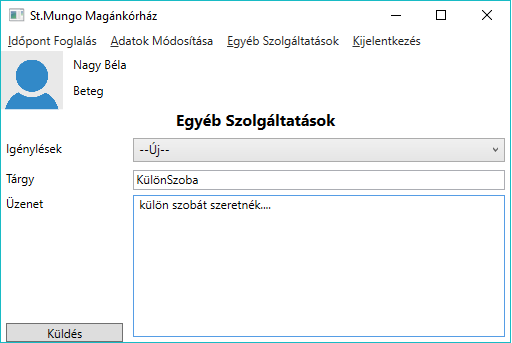 St.Mungo Magánkórház
Időpont Foglalás Adatok Módosítása Egyéb Szolgáltatások Kijelentkezés
Nagy Béla
Beteg
Egyéb Szolgáltatások
Igénylések --Új--
Tárgy KülönSzoba
Üzenet külön szobát szeretnék....
Küldés